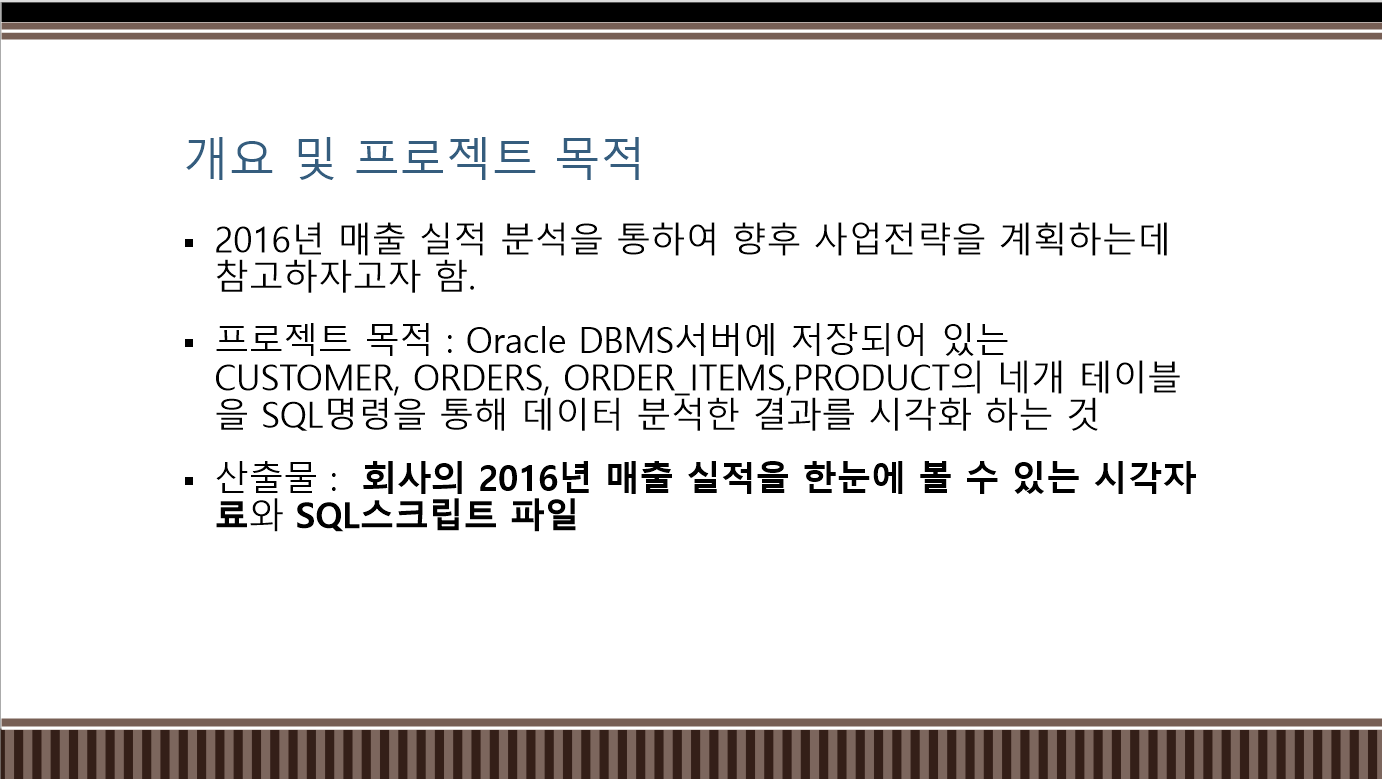 개요 및 프로젝트 목적
▪ 2016년 매출 실적 분석을 통하여 향후 사업전략을 계획하는데
참고하자고자 함.
▪ 프로젝트 목적 : Oracle DBMS서버에 저장되어 있는
CUSTOMER, ORDERS, ORDER_ITEMS,PRODUCT의 네개 테이블
을 SQL명령을 통해 데이터 분석한 결과를 시각화 하는 것
▪ 산출물 : 회사의 2016년 매출 실적을 한눈에 볼 수 있는 시각자
료와 SQL스크립트 파일